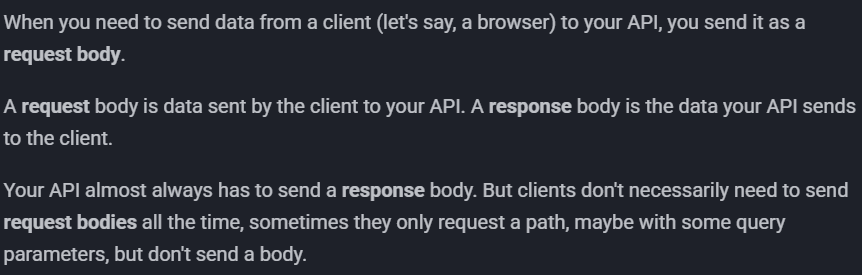 When you need to send data from a client (let's say, a browser) to your API, you send it as a
request body.
A request body is data sent by the client to your API. A response body is the data your API sends
to the client.
Your API almost always has to send a response body. But clients don't necessarily need to send
request bodies all the time, sometimes they only request a path, maybe with some query
parameters, but don't send a body.